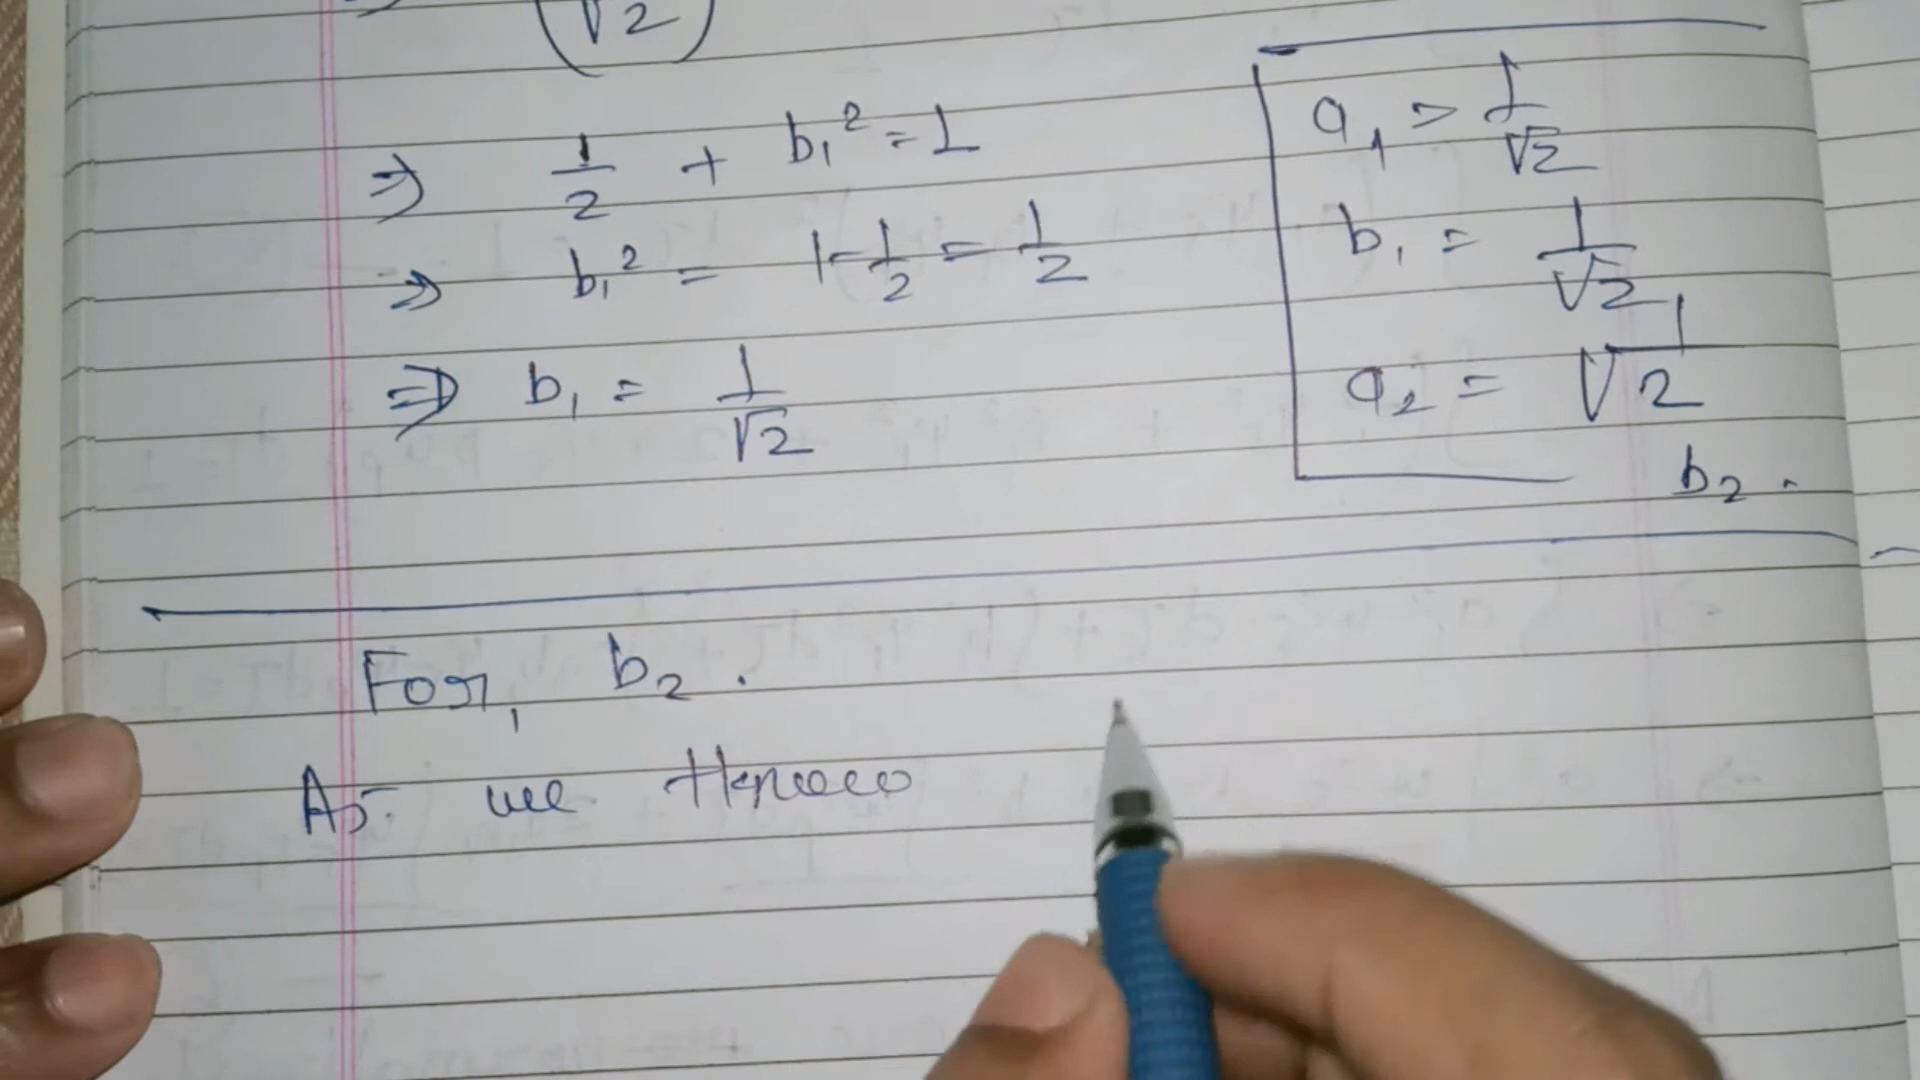 ⇒ (1/√2)
⇒ 1/2 + b₁² = 1
⇒ b₁² = 1-1/2 = 1/2
⇒ b₁ = 1/√2
a₁ = 1/√2
b₁ = 1/√2
a₂ = 1/√2
b₂.
For, b₂.
As we